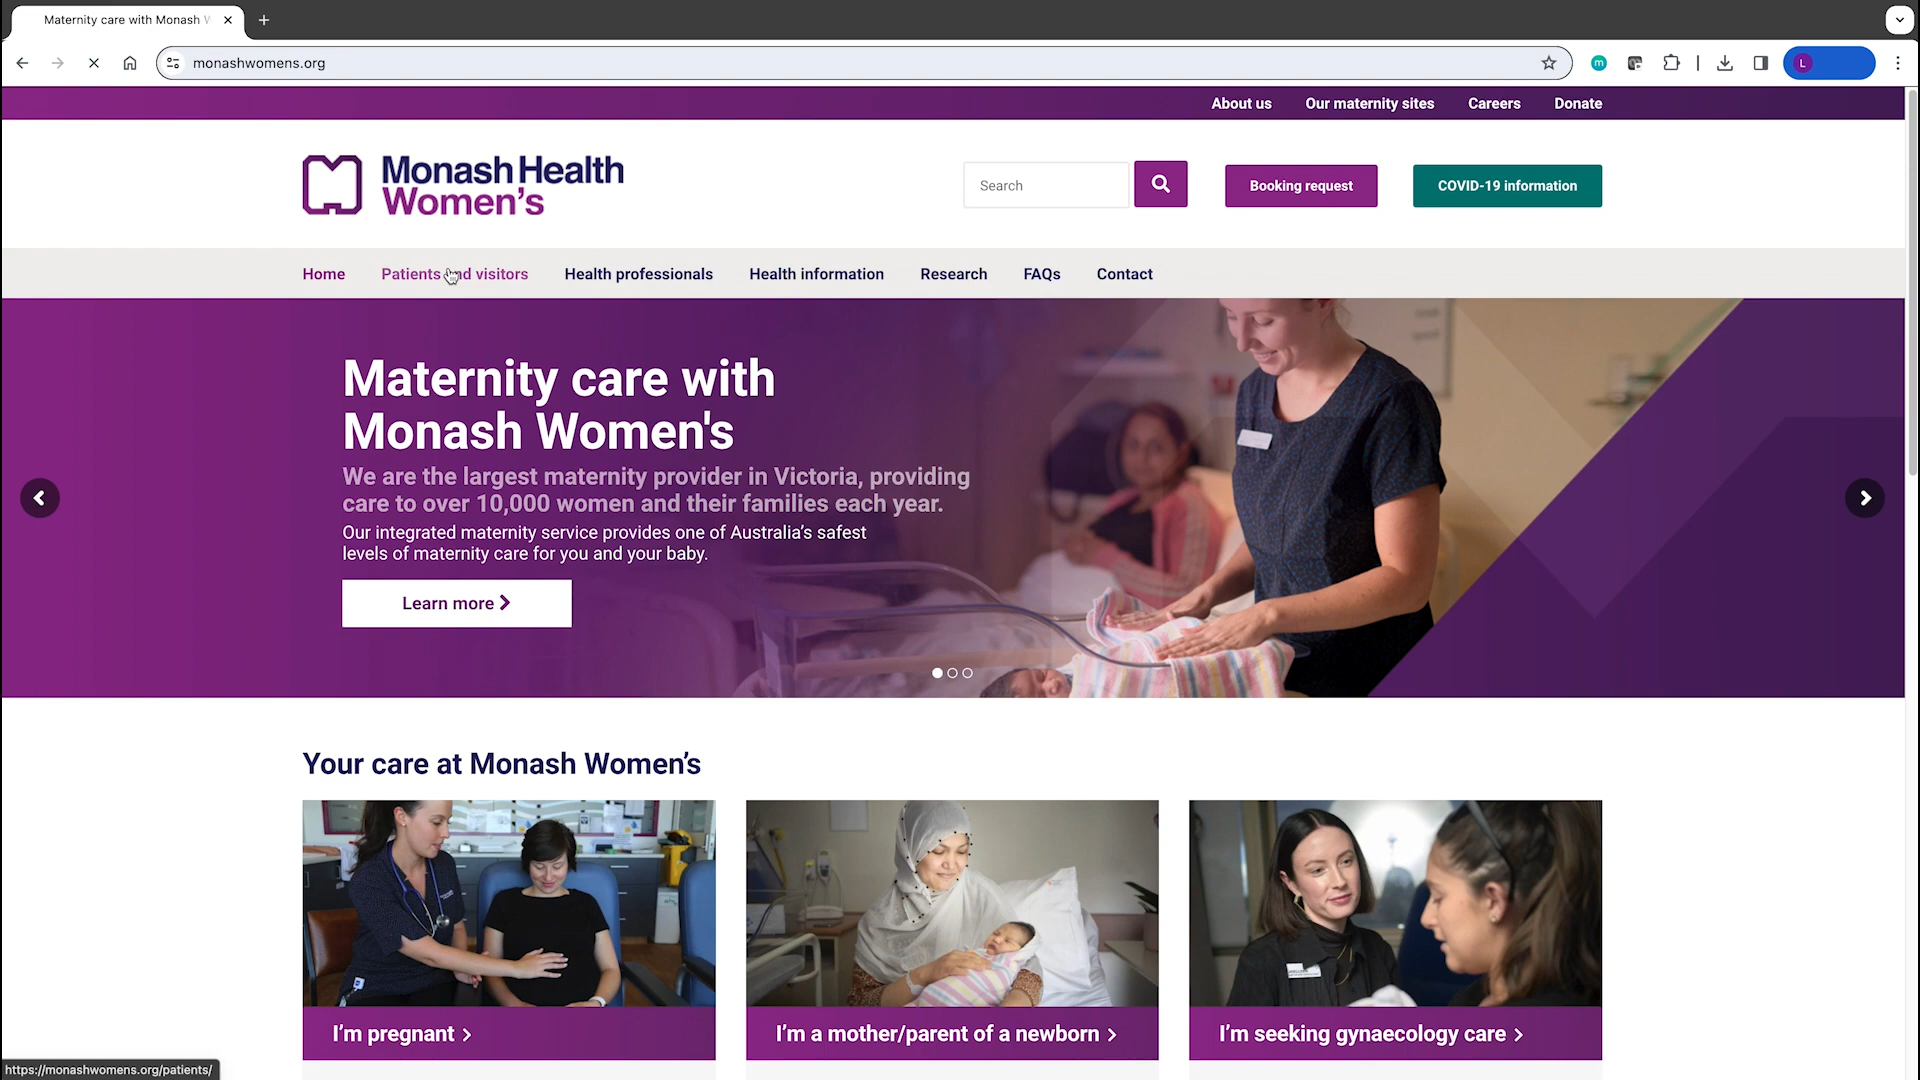 Maternity care with Monash W
monashwomens.org
L
About us
Our maternity sites
Careers
Donate
Monash Health
Women's
Search
Booking request
COVID-19 information
Home
Patients and visitors
Health professionals
Health information
Research
FAQs
Contact
Maternity care with
Monash Women's
We are the largest maternity provider in Victoria, providing
care to over 10,000 women and their families each year.
Our integrated maternity service provides one of Australia's safest
levels of maternity care for you and your baby.
Learn more
Your care at Monash Women's
I'm pregnant
I'm a mother/parent of a newborn
I'm seeking gynaecology care
https://monashwomens.org/patients/